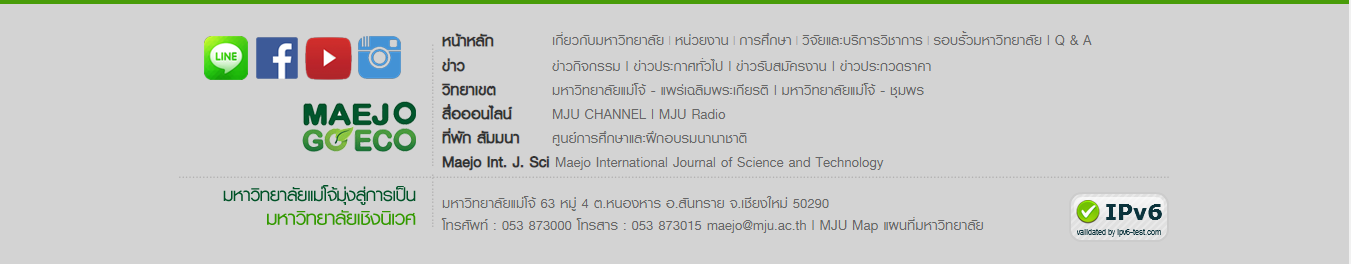 LINE
หน้าหลัก เกี่ยวกับมหาวิทยาลัย | หน่วยงาน | การศึกษา | วิจัยและบริการวิชาการ | รอบรั้วมหาวิทยาลัย | Q & A
ข่าว ข่าวกิจกรรม | ข่าวประกาศทั่วไป | ข่าวรับสมัครงาน | ข่าวประกวดราคา
วิทยาเขต มหาวิทยาลัยแม่โจ้ - แพร่เฉลิมพระเกียรติ | มหาวิทยาลัยแม่โจ้ - ชุมพร
สื่อออนไลน์ MJU CHANNEL | MJU Radio
ที่พัก สัมมนา ศูนย์การศึกษาและฝึกอบรมนานาชาติ
Maejo Int. J. Sci Maejo International Journal of Science and Technology
MAEJO
GO ECO
มหาวิทยาลัยแม่โจ้มุ่งสู่การเป็น
มหาวิทยาลัยเชิงนิเวศ
มหาวิทยาลัยแม่โจ้ 63 หมู่ 4 ต.หนองหาร อ.สันทราย จ.เชียงใหม่ 50290
โทรศัพท์ : 053 873000 โทรสาร : 053 873015 maejo@mju.ac.th | MJU Map แผนที่มหาวิทยาลัย
IPv6
validated by ipv6-test.com